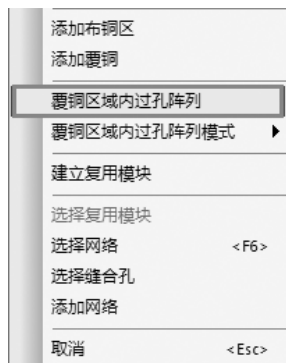 添加布铜区
添加覆铜
覆铜区域内过孔阵列
覆铜区域内过孔阵列模式
建立复用模块
选择复用模块
选择网络 <F6>
选择缝合孔
添加网络
取消 <Esc>